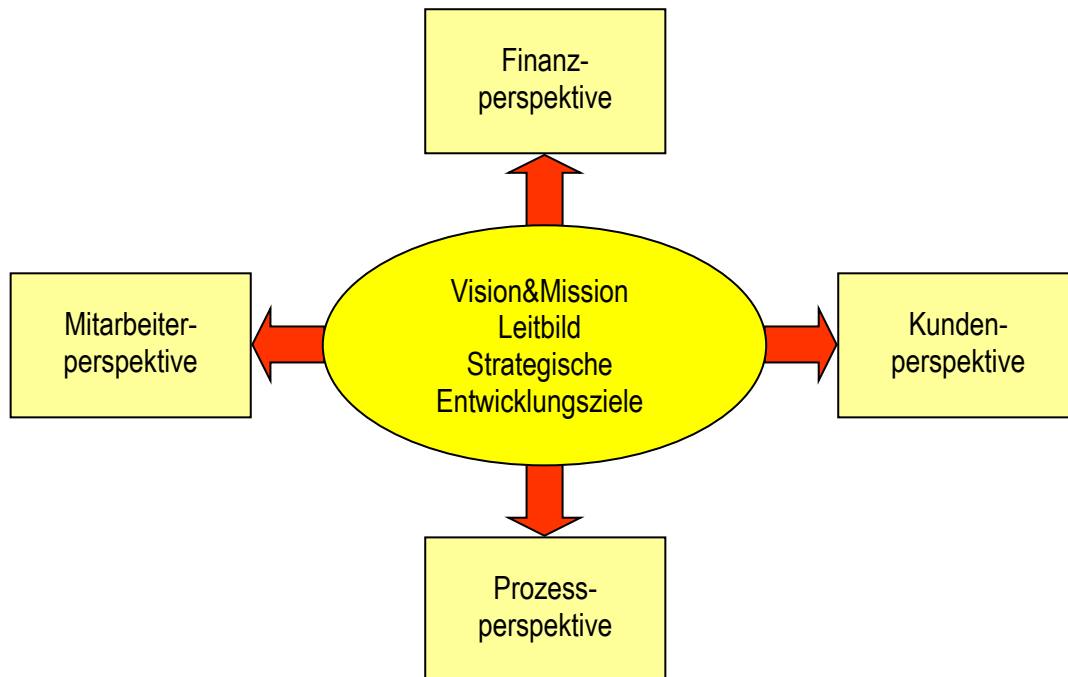 Finanz-
perspektive
Vision&Mission
Leitbild
Strategische
Entwicklungsziele
Mitarbeiter-
perspektive
Kunden-
perspektive
Prozess-
perspektive